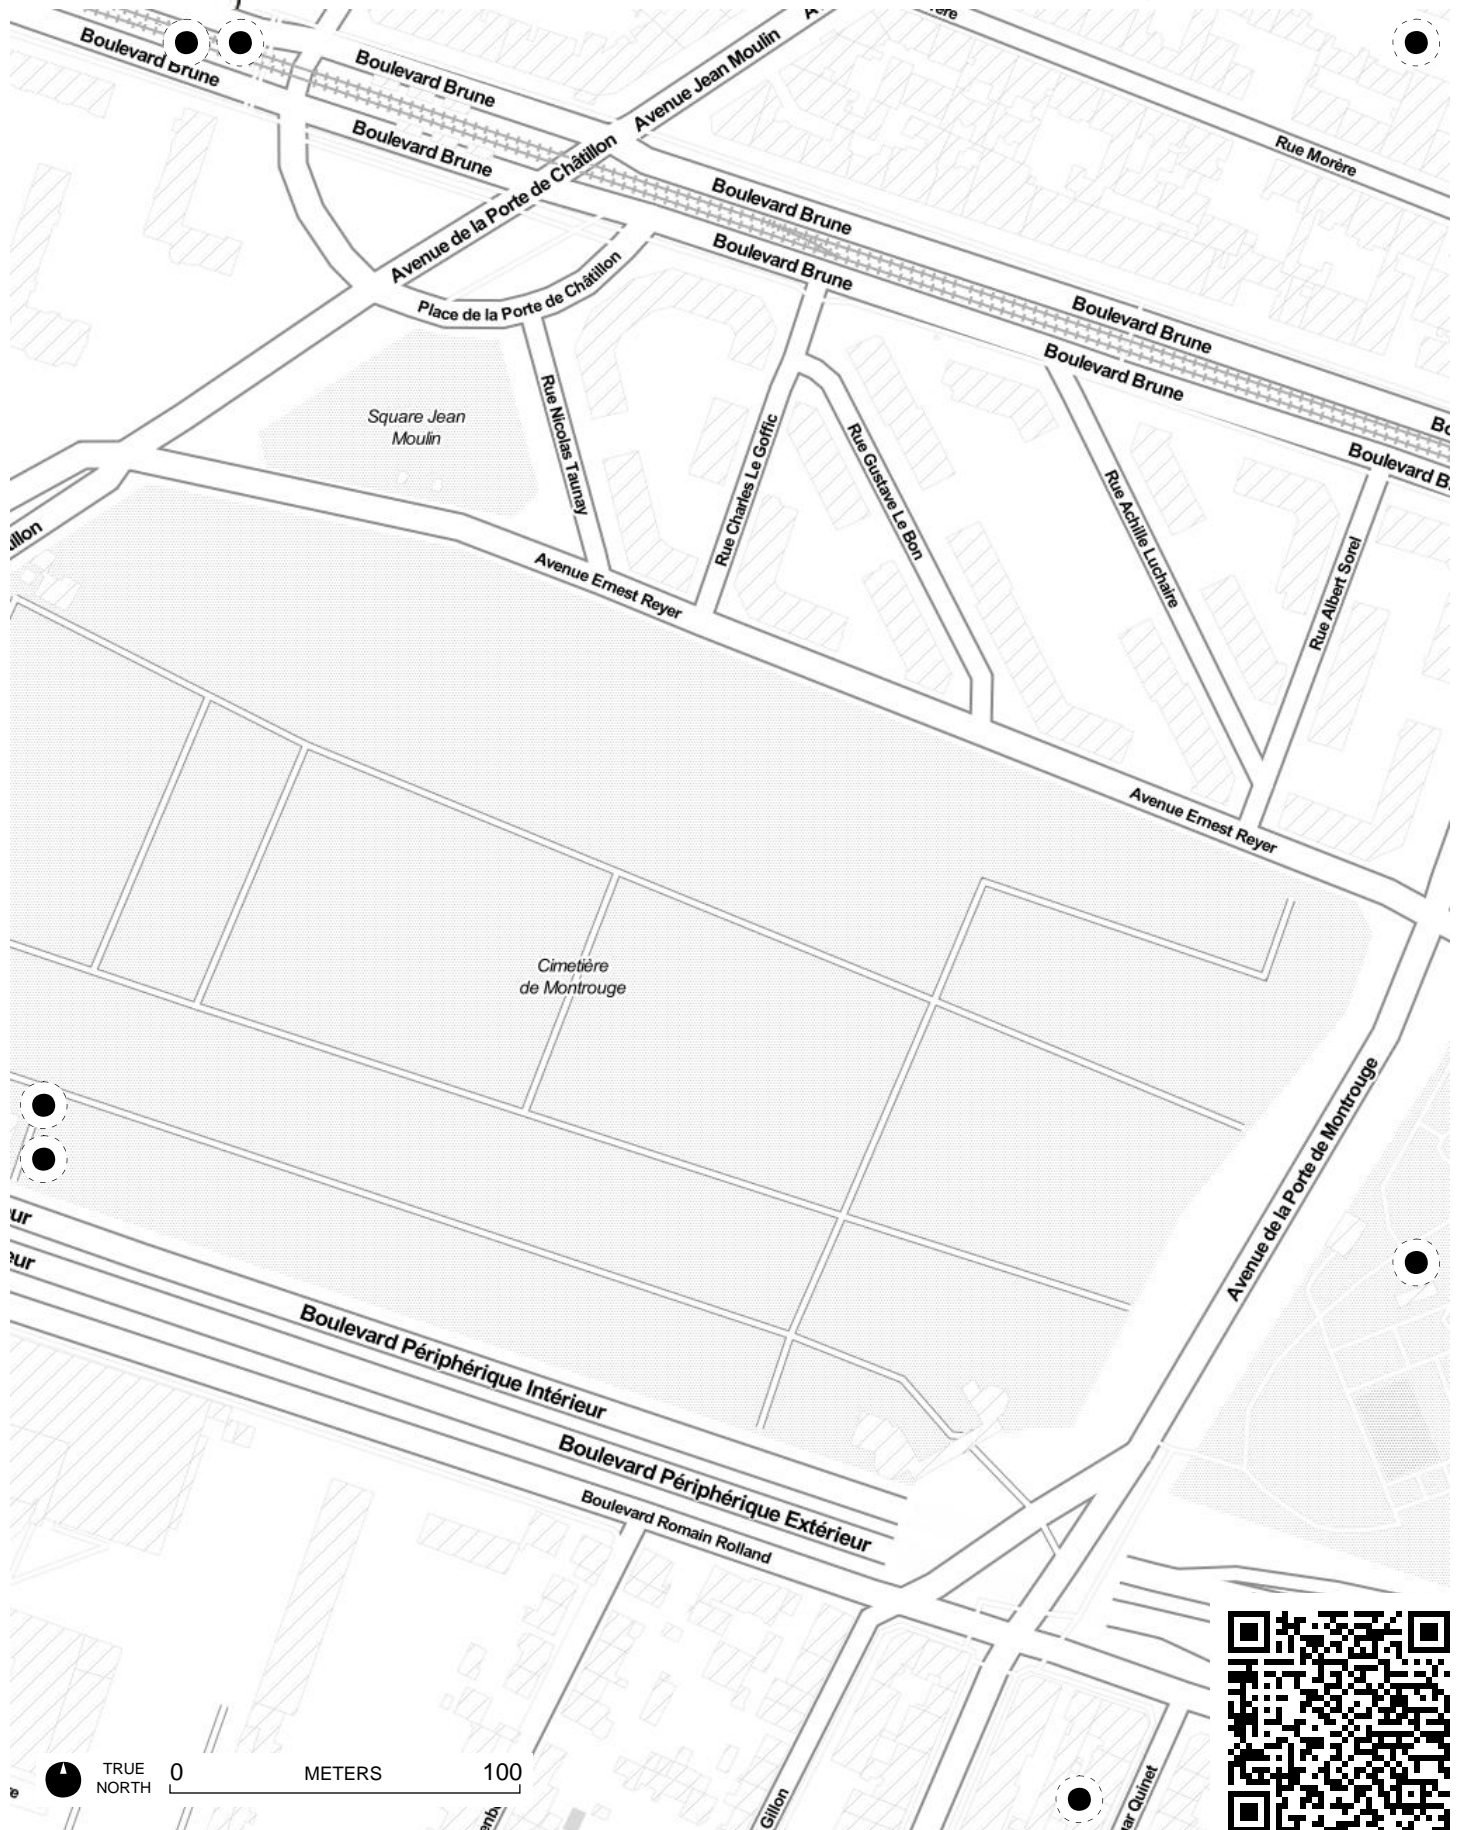 Boulevard Brune
Boulevard Brune
Avenue Jean Moulin
Rue Morère
Boulevard Brune
Avenue de la Porte de Châtillon
Boulevard Brune
Boulevard Brune
Place de la Porte de Châtillon
Boulevard Brune
Boulevard Brune
Square Jean
Moulin
Rue Nicolas Taunay
Rue Charles Le Goffic
Rue Gustave Le Bon
Rue Achille Luchaire
Rue Albert Sorel
Avenue Ernest Reyer
Avenue Ernest Reyer
Cimetière
de Montrouge
Avenue de la Porte de Montrouge
Boulevard Périphérique Intérieur
Boulevard Périphérique Extérieur
Boulevard Romain Rolland
TRUE
NORTH
0 METERS 100
Gillon
Quinet